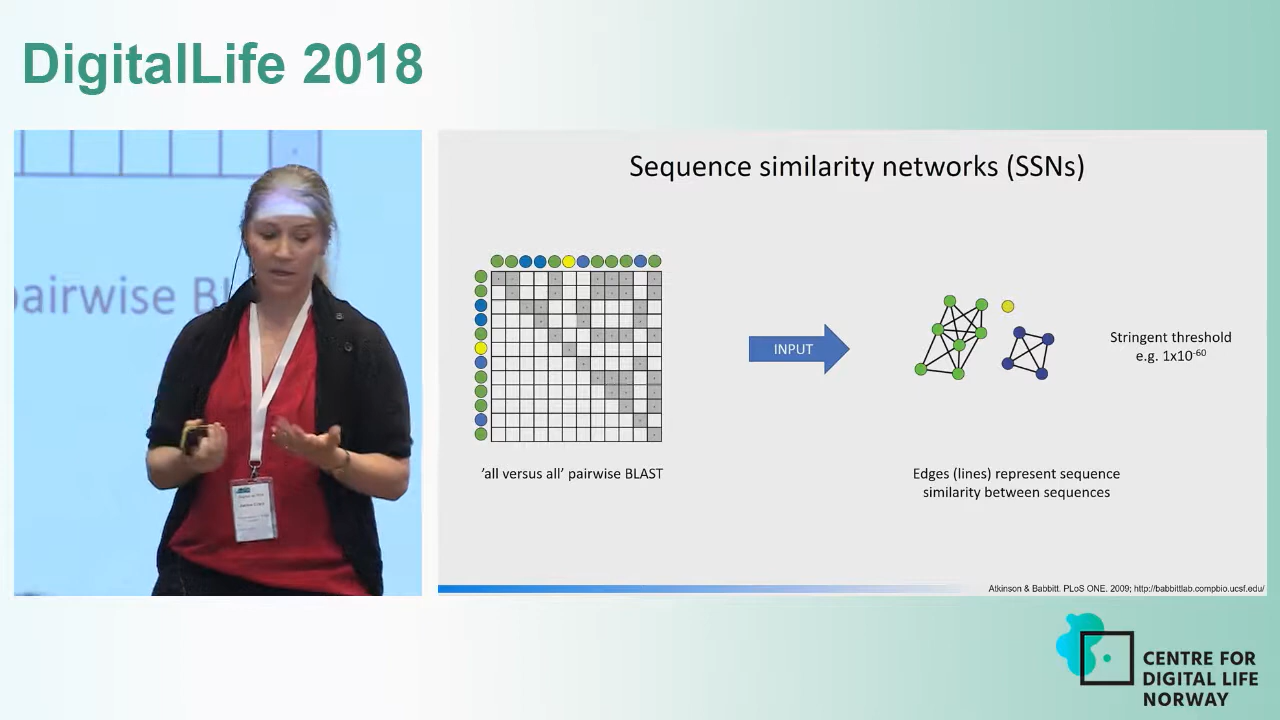 DigitalLife 2018
pairwise Bl
Sequence similarity networks (SSNs)
INPUT
Stringent threshold
e.g. 1x10-60
'all versus all' pairwise BLAST
Edges (lines) represent sequence
similarity between sequences
Atkinson & Babbitt. PLoS ONE. 2009; http://babbittlab.compbio.ucsf.edu/
CENTRE FOR
DIGITAL LIFE
NORWAY